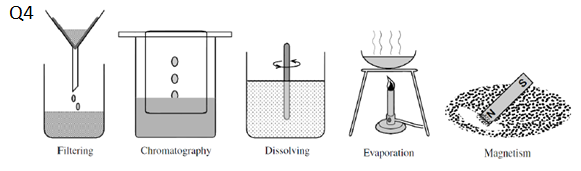 Q4
S
N
Filtering
Chromatography
Dissolving
Evaporation
Magnetism